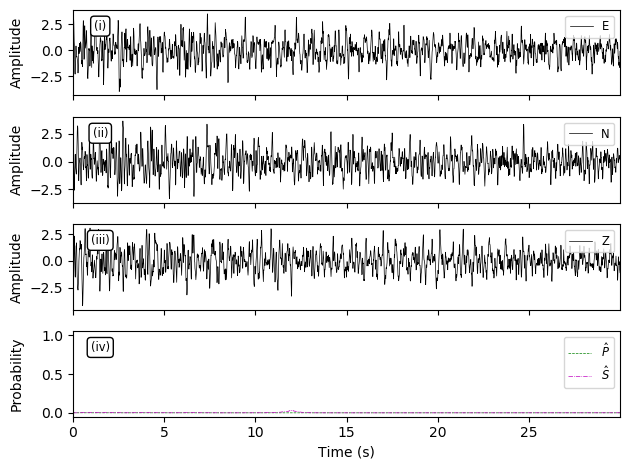 (i)
E
2.5
0.0
−2.5
Amplitude
(ii)
N
2.5
0.0
−2.5
Amplitude
(iii)
Z
2.5
0.0
−2.5
Amplitude
(iv)
P̂
Ŝ
1.0
0.5
0.0
Probability
0 5 10 15 20 25
Time (s)